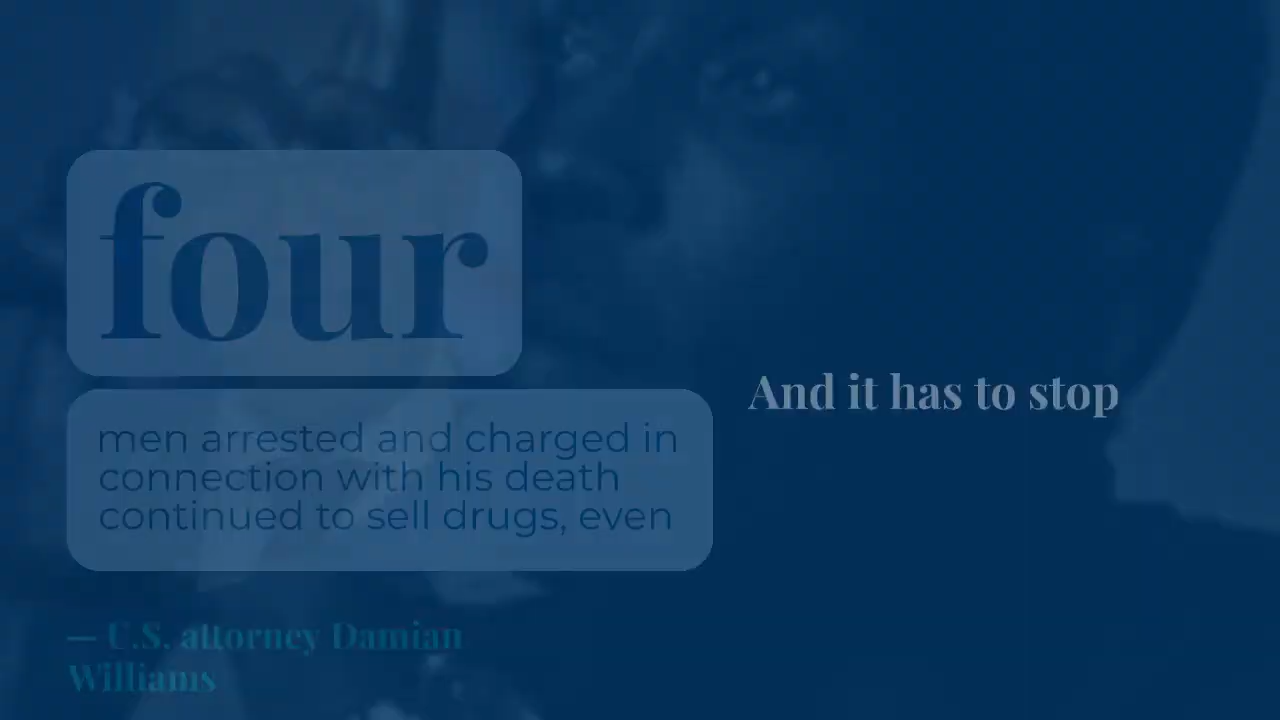 four
men arrested and charged in
connection with his death
continued to sell drugs, even
And it has to stop
— U.S. attorney Damian
Williams